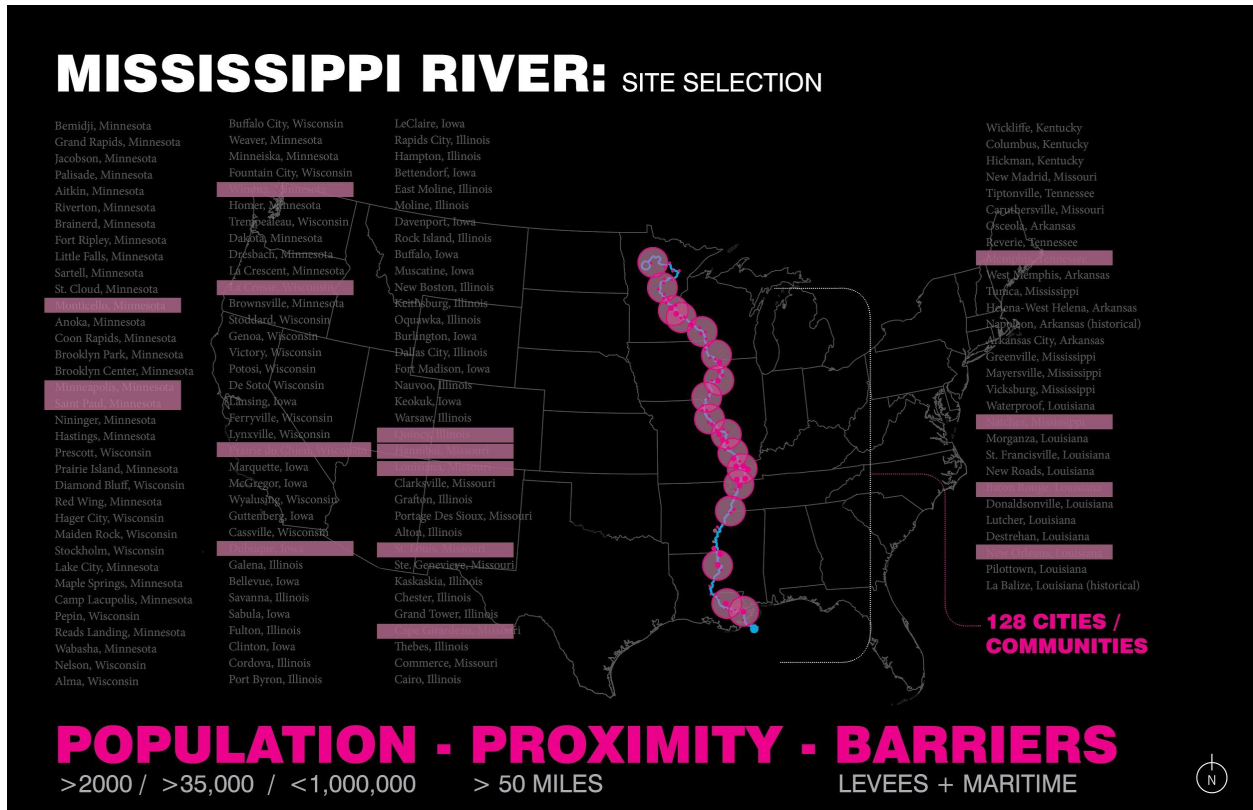 MISSISSIPPI RIVER: SITE SELECTION
Bemidji, Minnesota
Grand Rapids, Minnesota
Jacobson, Minnesota
Palisade, Minnesota
Aitkin, Minnesota
Riverton, Minnesota
Brainerd, Minnesota
Fort Ripley, Minnesota
Little Falls, Minnesota
Sartell, Minnesota
St. Cloud, Minnesota
Monticello, Minnesota
Anoka, Minnesota
Coon Rapids, Minnesota
Brooklyn Park, Minnesota
Brooklyn Center, Minnesota
Minneapolis, Minnesota
Saint Paul, Minnesota
Nininger, Minnesota
Hastings, Minnesota
Prescott, Wisconsin
Prairie Island, Minnesota
Diamond Bluff, Wisconsin
Red Wing, Minnesota
Hager City, Wisconsin
Maiden Rock, Wisconsin
Stockholm, Wisconsin
Lake City, Minnesota
Maple Springs, Minnesota
Camp Lacupolis, Minnesota
Pepin, Wisconsin
Reads Landing, Minnesota
Wabasha, Minnesota
Nelson, Wisconsin
Alma, Wisconsin
Buffalo City, Wisconsin
Weaver, Minnesota
Minneiska, Minnesota
Fountain City, Wisconsin
Winona, Minnesota
Homer, Minnesota
Trempealeau, Wisconsin
Dakota, Minnesota
Dresbach, Minnesota
La Crescent, Minnesota
La Crosse, Wisconsin
Brownsville, Minnesota
Stoddard, Wisconsin
Genoa, Wisconsin
Victory, Wisconsin
Potosi, Wisconsin
De Soto, Wisconsin
Lansing, Iowa
Ferryville, Wisconsin
Lynxville, Wisconsin
Prairie du Chien, Wisconsin
Marquette, Iowa
McGregor, Iowa
Wyalusing, Wisconsin
Guttenberg, Iowa
Cassville, Wisconsin
Dubuque, Iowa
Galena, Illinois
Bellevue, Iowa
Savanna, Illinois
Sabula, Iowa
Fulton, Illinois
Clinton, Iowa
Cordova, Illinois
Port Byron, Illinois
LeClaire, Iowa
Rapids City, Illinois
Hampton, Illinois
Bettendorf, Iowa
East Moline, Illinois
Moline, Illinois
Davenport, Iowa
Rock Island, Illinois
Buffalo, Iowa
Muscatine, Iowa
New Boston, Illinois
Keithsburg, Illinois
Oquawka, Illinois
Burlington, Iowa
Dallas City, Illinois
Fort Madison, Iowa
Nauvoo, Illinois
Keokuk, Iowa
Warsaw, Illinois
Quincy, Illinois
Hannibal, Missouri
Louisiana, Missouri
Clarksville, Missouri
Grafton, Illinois
Portage Des Sioux, Missouri
Alton, Illinois
St. Louis, Missouri
Ste. Genevieve, Missouri
Kaskaskia, Illinois
Chester, Illinois
Grand Tower, Illinois
Cape Girardeau, Missouri
Thebes, Illinois
Commerce, Missouri
Cairo, Illinois
Wickliffe, Kentucky
Columbus, Kentucky
Hickman, Kentucky
New Madrid, Missouri
Tiptonville, Tennessee
Caruthersville, Missouri
Osceola, Arkansas
Reverie, Tennessee
Memphis, Tennessee
West Memphis, Arkansas
Tunica, Mississippi
Helena-West Helena, Arkansas
Napoleon, Arkansas (historical)
Arkansas City, Arkansas
Greenville, Mississippi
Mayersville, Mississippi
Vicksburg, Mississippi
Waterproof, Louisiana
Natchez, Mississippi
Morganza, Louisiana
St. Francisville, Louisiana
New Roads, Louisiana
Baton Rouge, Louisiana
Donaldsonville, Louisiana
Lutcher, Louisiana
Destrehan, Louisiana
New Orleans, Louisiana
Pilottown, Louisiana
La Balize, Louisiana (historical)
128 CITIES /
COMMUNITIES
POPULATION - PROXIMITY - BARRIERS
>2000 / >35,000 / <1,000,000
> 50 MILES
LEVEES + MARITIME
N